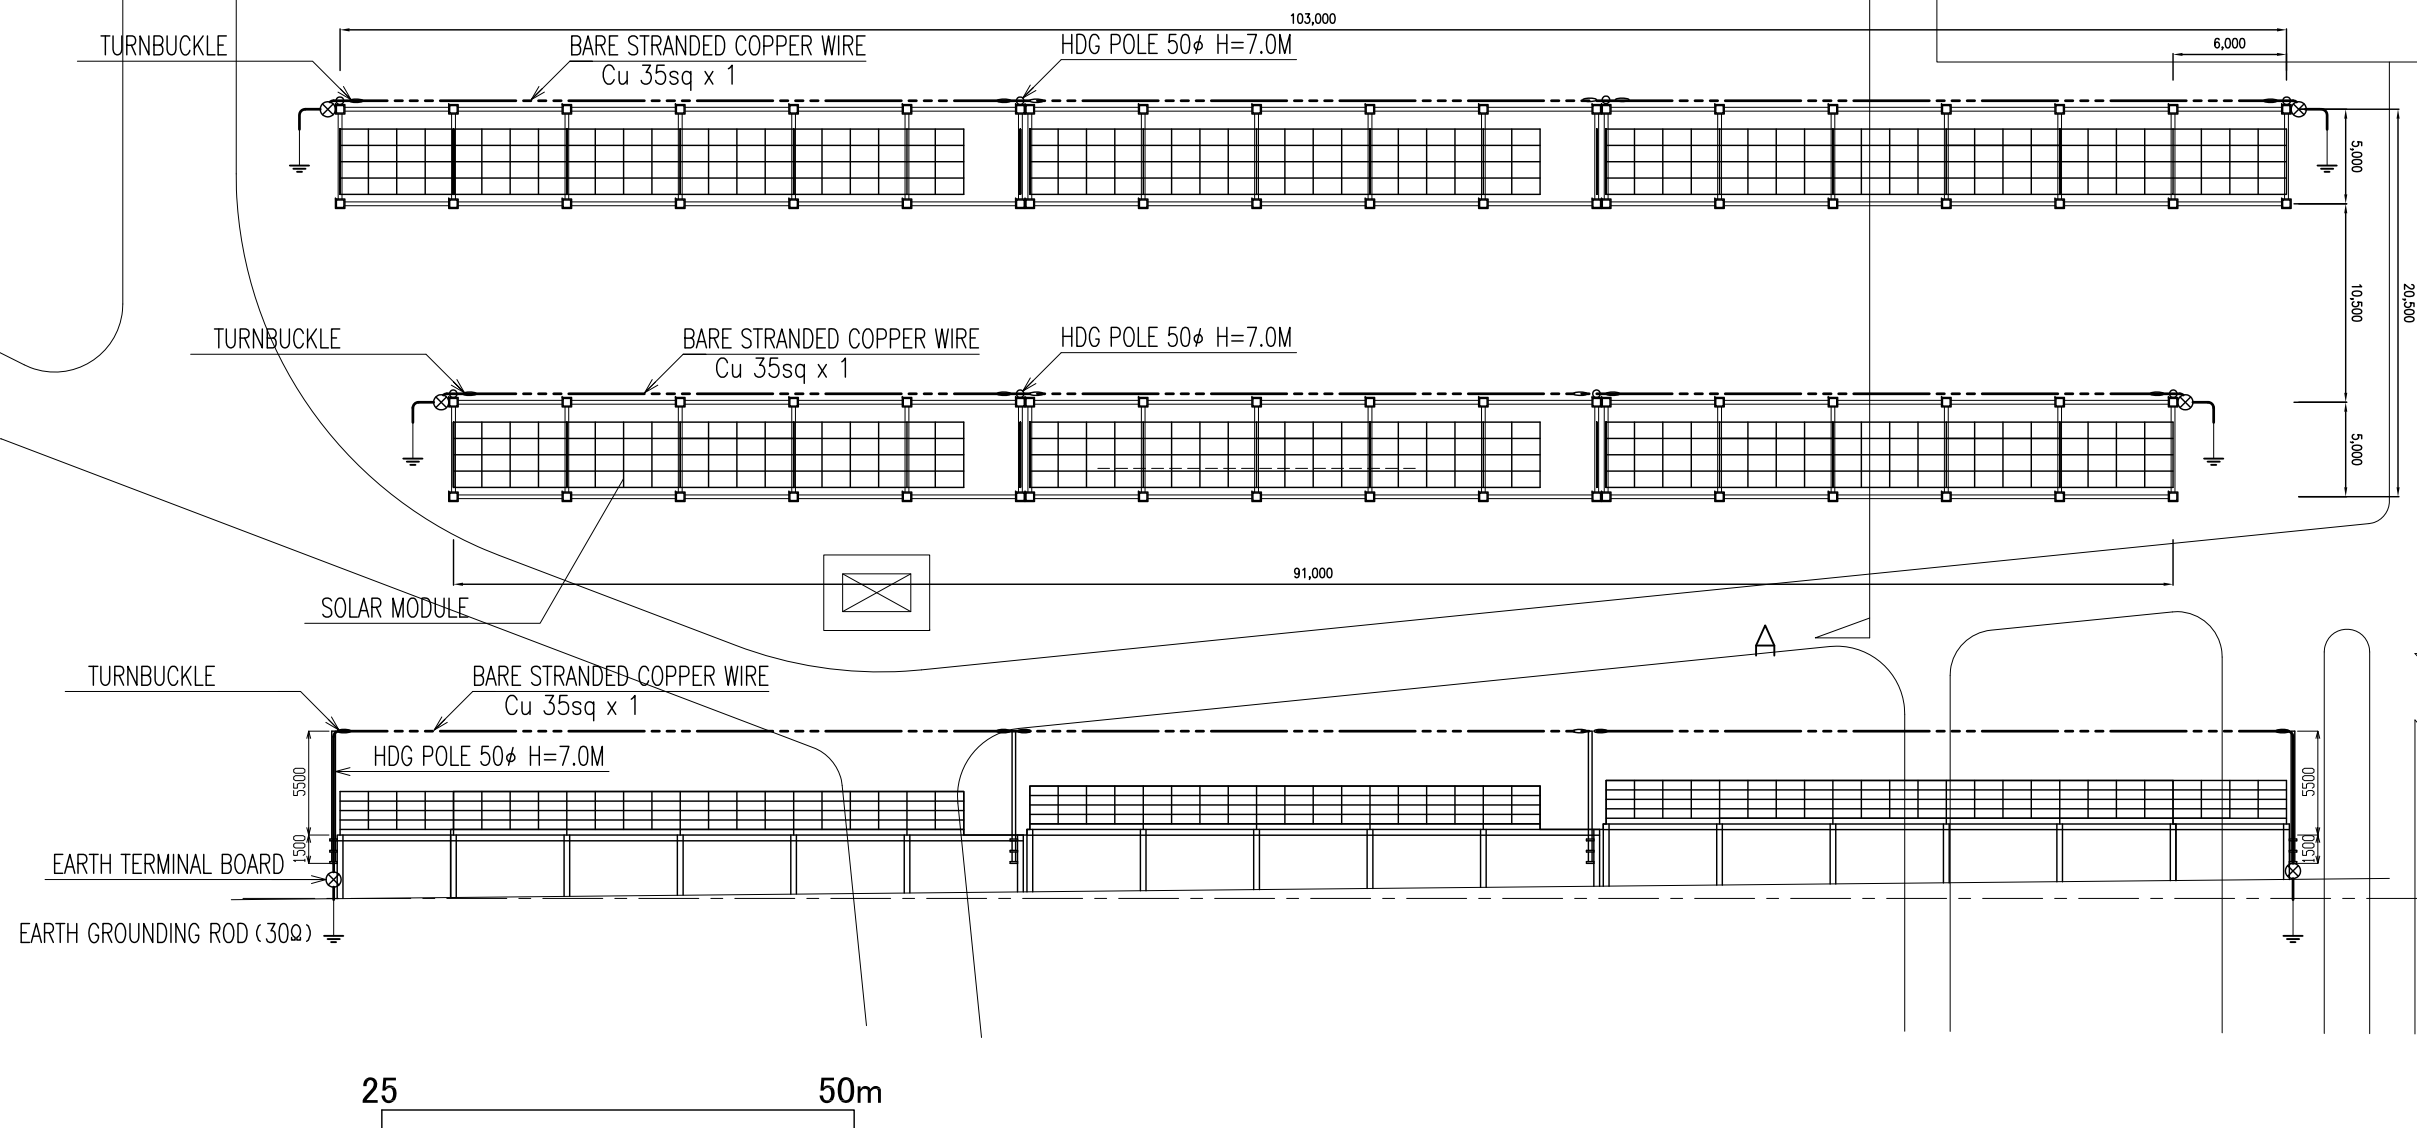 103,000
TURNBUCKLE
BARE STRANDED COPPER WIRE
Cu 35sq x 1
HDG POLE 50ϕ H=7.0M
6,000
5,000
10,500
20,500
TURNBUCKLE
BARE STRANDED COPPER WIRE
Cu 35sq x 1
HDG POLE 50ϕ H=7.0M
5,000
91,000
SOLAR MODULE
A
TURNBUCKLE
BARE STRANDED COPPER WIRE
Cu 35sq x 1
HDG POLE 50ϕ H=7.0M
5500
5500
1500
1500
EARTH TERMINAL BOARD
EARTH GROUNDING ROD (30Ω)
25
50m